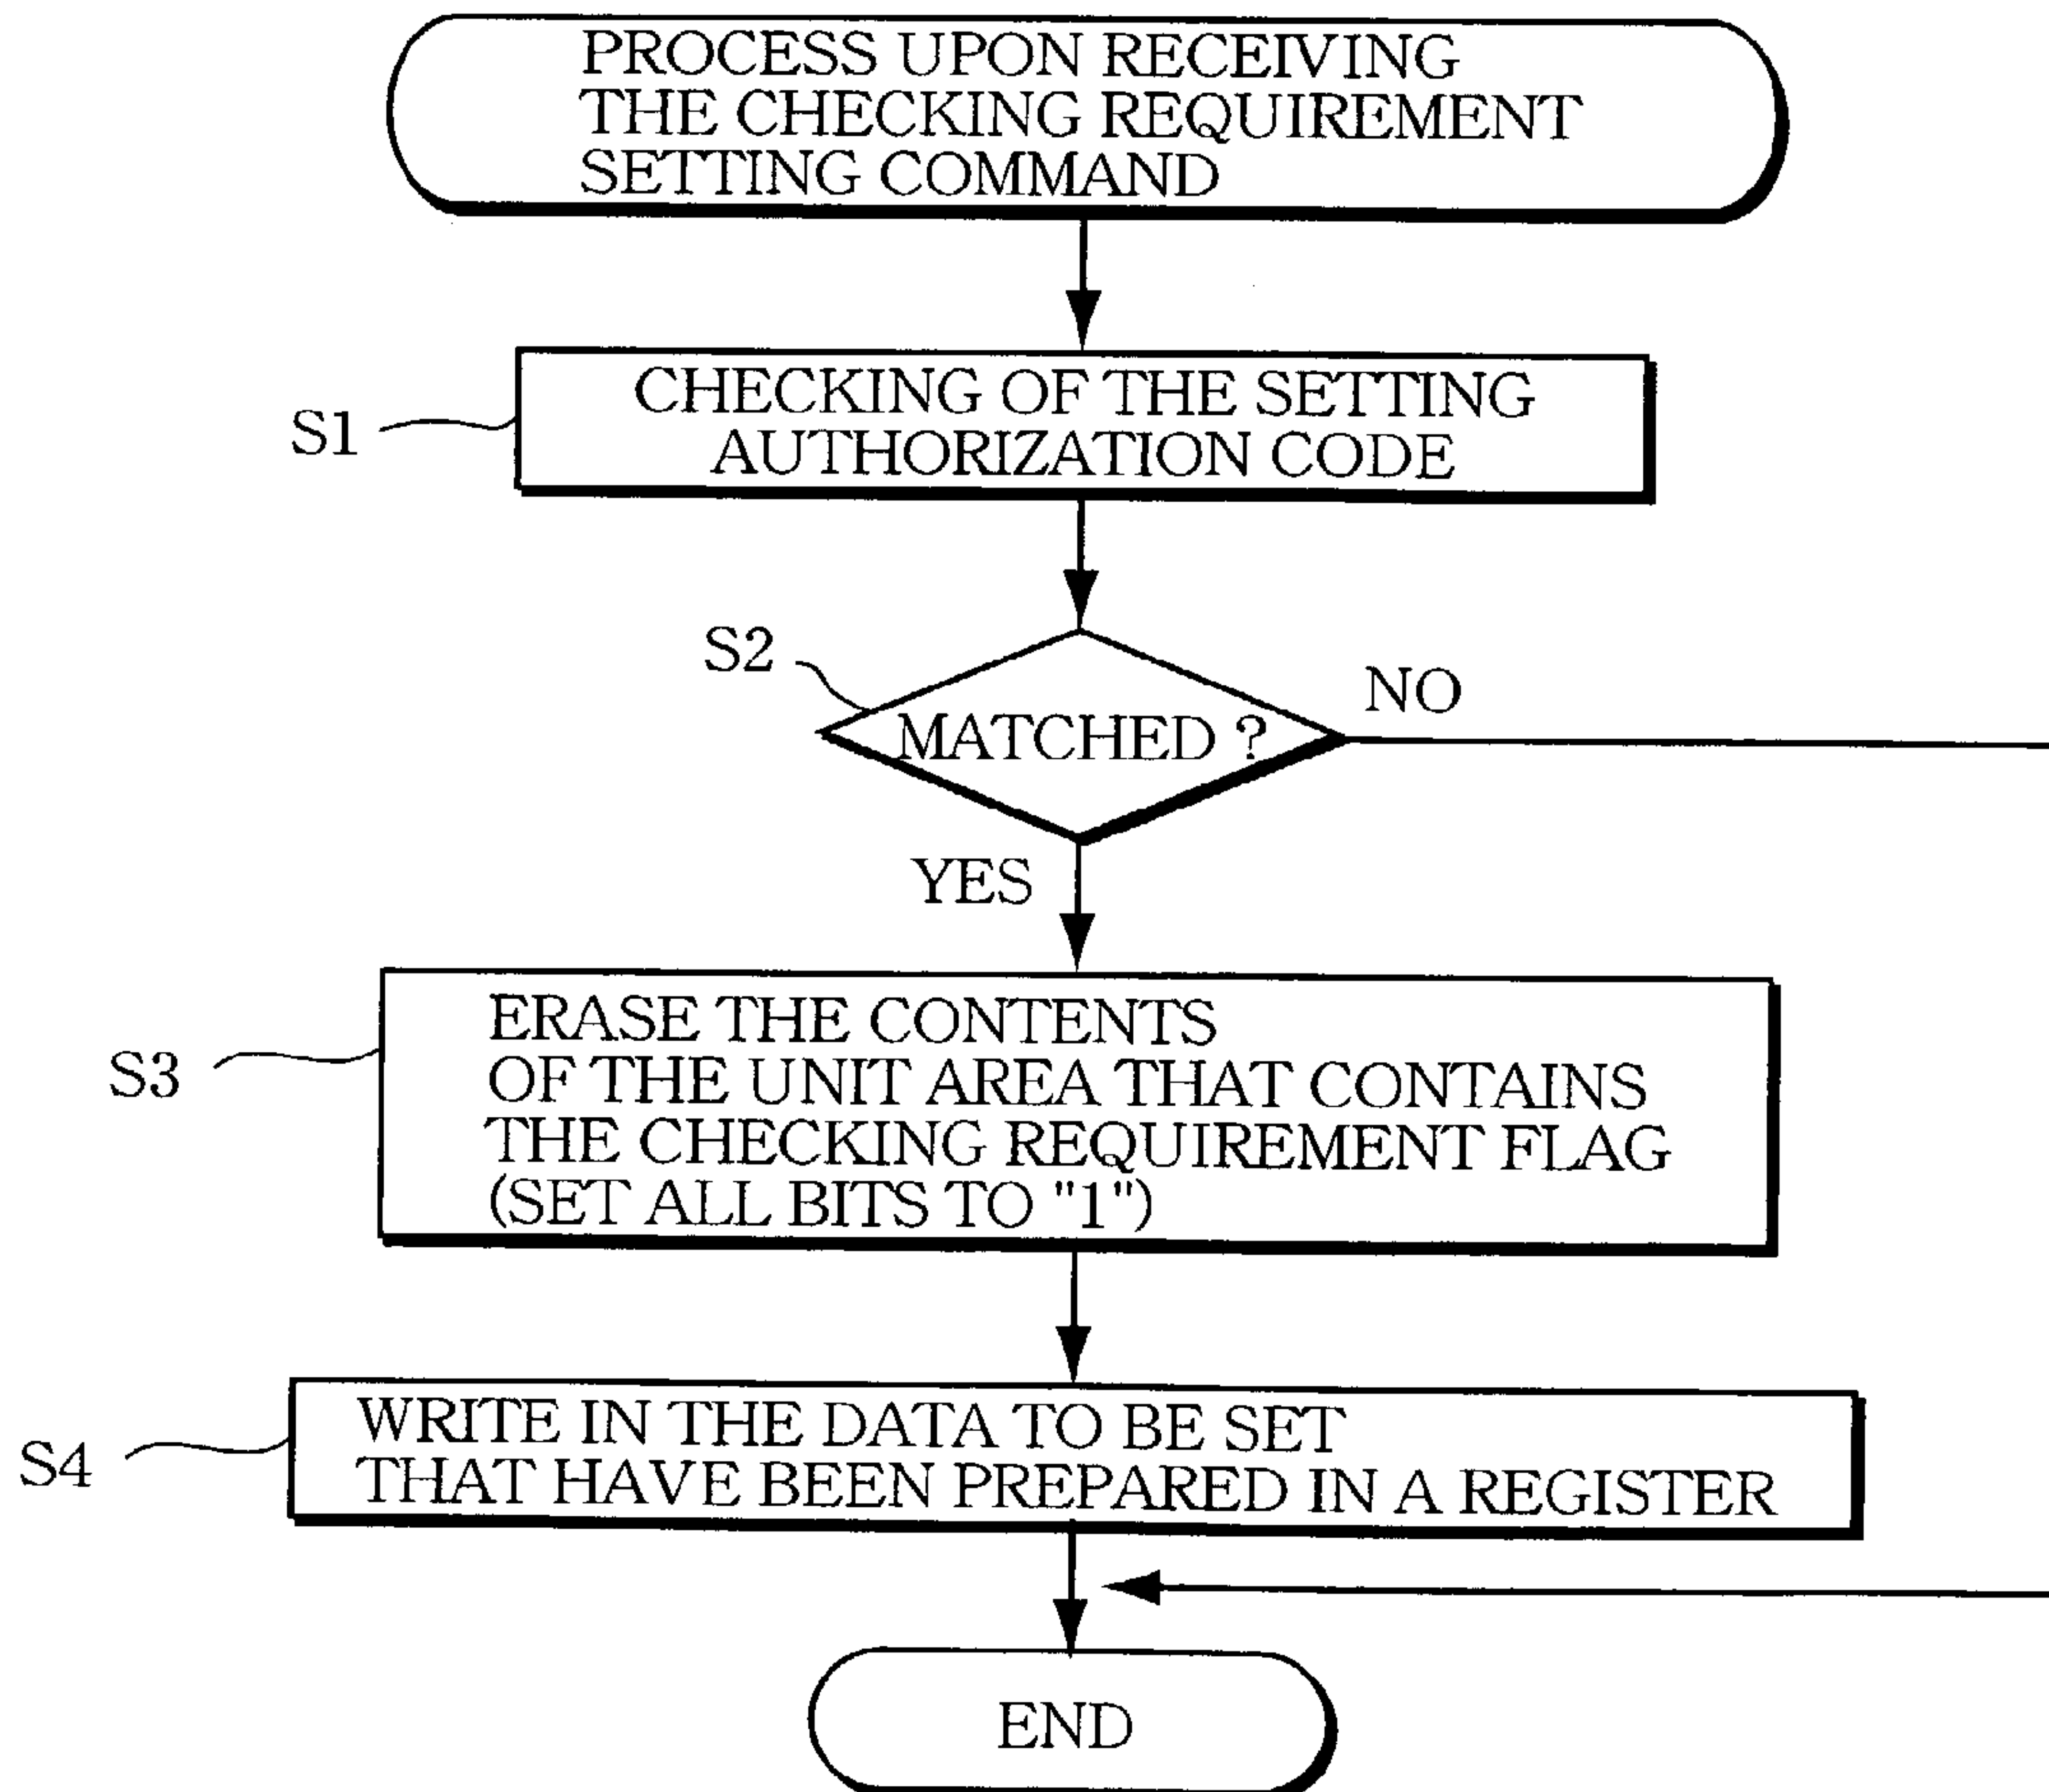 PROCESS UPON RECEIVING
THE CHECKING REQUIREMENT
SETTING COMMAND
S1
CHECKING OF THE SETTING
AUTHORIZATION CODE
S2
MATCHED ?
NO
YES
S3
ERASE THE CONTENTS
OF THE UNIT AREA THAT CONTAINS
THE CHECKING REQUIREMENT FLAG
(SET ALL BITS TO "1")
S4
WRITE IN THE DATA TO BE SET
THAT HAVE BEEN PREPARED IN A REGISTER
END